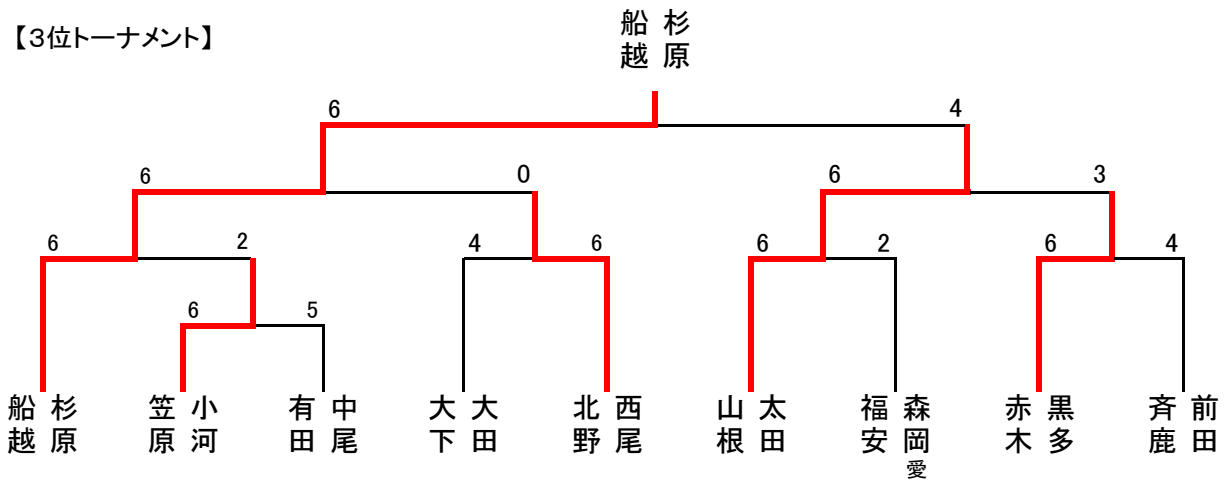 【3位トーナメント】
杉原
船越
6
4
6
0
6
3
6
2
4
6
6
2
6
4
6
5
杉原
船越
小河
笠原
中尾
有田
大田
大下
西尾
北野
太田
山根
森岡愛
福安
黒多
赤木
前田
斉鹿